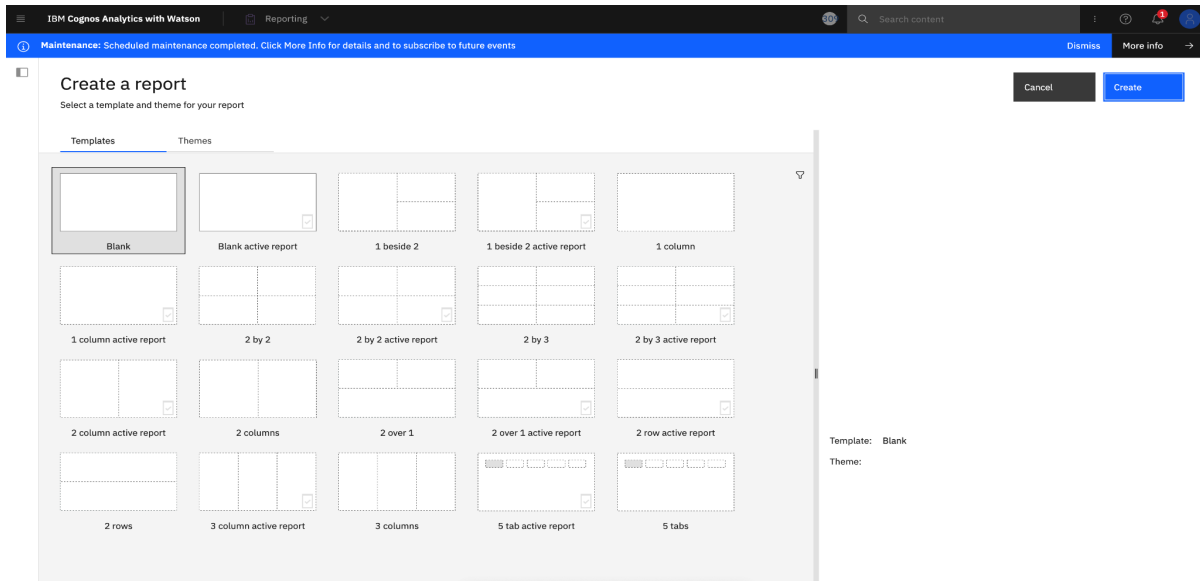 IBM Cognos Analytics with Watson
Reporting
Search content
1
Maintenance: Scheduled maintenance completed. Click More Info for details and to subscribe to future events
Dismiss
More info
Create a report
Select a template and theme for your report
Cancel
Create
Templates
Themes
Blank
Blank active report
1 beside 2
1 beside 2 active report
1 column
1 column active report
2 by 2
2 by 2 active report
2 by 3
2 by 3 active report
2 column active report
2 columns
2 over 1
2 over 1 active report
2 row active report
2 rows
3 column active report
3 columns
5 tab active report
5 tabs
Template: Blank
Theme: